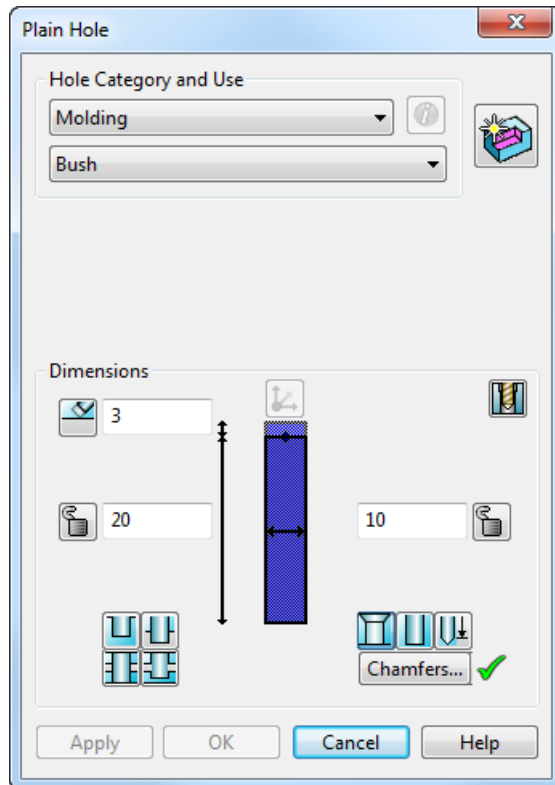 Plain Hole
Hole Category and Use
Molding
Bush
Dimensions
3
20
10
Chamfers...
Apply
OK
Cancel
Help